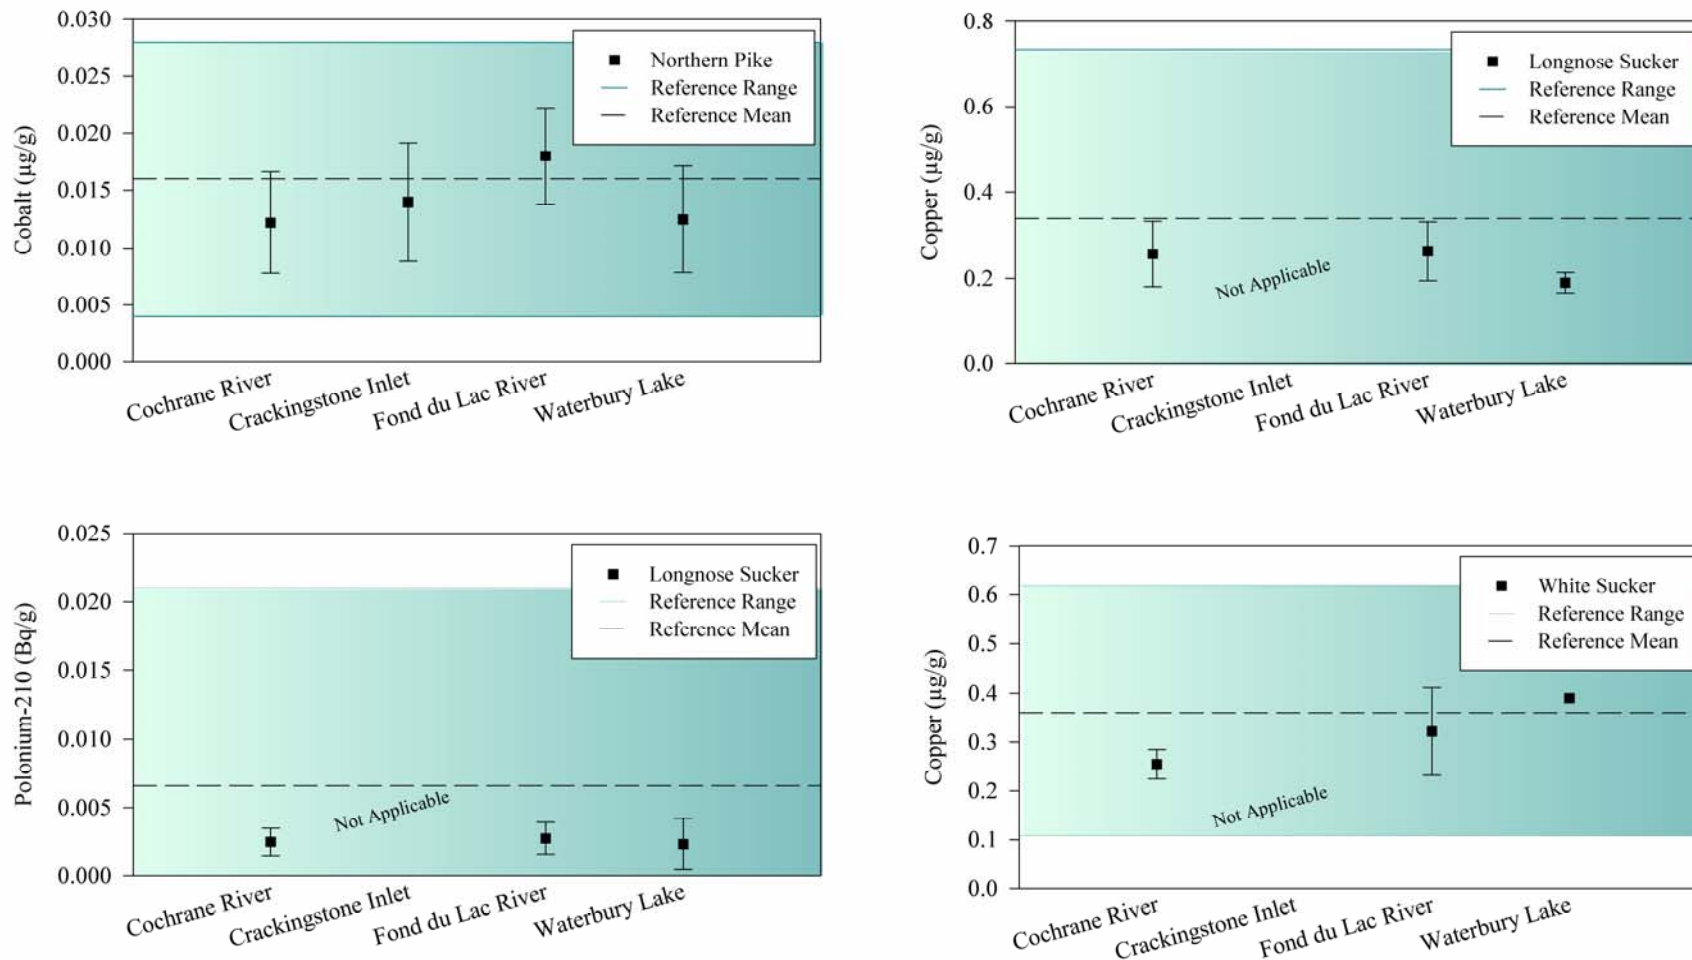 0.030
0.025
0.020
0.015
0.010
0.005
0.000
Cobalt (µg/g)
Northern Pike
Reference Range
Reference Mean
Cochrane River
Crackingstone Inlet
Fond du Lac River
Waterbury Lake
0.8
0.6
0.4
0.2
0.0
Copper (µg/g)
Longnose Sucker
Reference Range
Reference Mean
Not Applicable
Cochrane River
Crackingstone Inlet
Fond du Lac River
Waterbury Lake
0.025
0.020
0.015
0.010
0.005
0.000
Polonium-210 (Bq/g)
Longnose Sucker
Reference Range
Reference Mean
Not Applicable
Cochrane River
Crackingstone Inlet
Fond du Lac River
Waterbury Lake
0.7
0.6
0.5
0.4
0.3
0.2
0.1
0.0
Copper (µg/g)
White Sucker
Reference Range
Reference Mean
Not Applicable
Cochrane River
Crackingstone Inlet
Fond du Lac River
Waterbury Lake